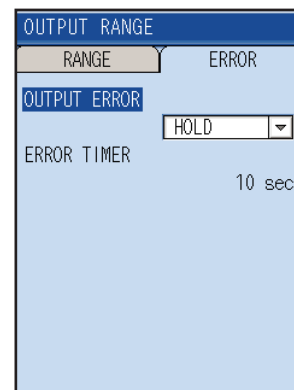 OUTPUT RANGE
RANGE ERROR
OUTPUT ERROR
HOLD
ERROR TIMER
10 sec